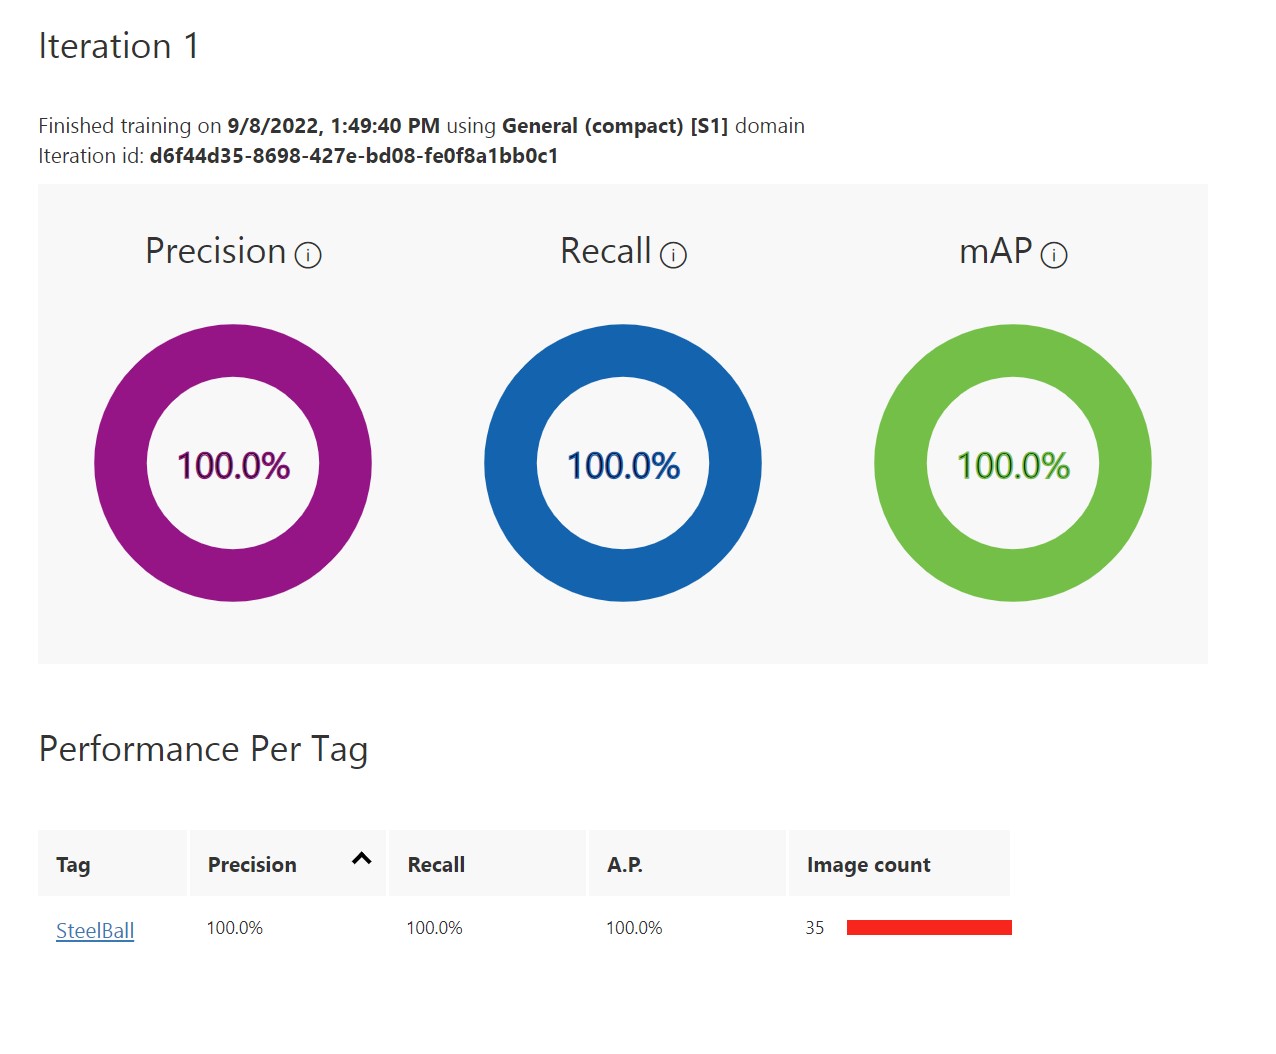 Iteration 1
Finished training on 9/8/2022, 1:49:40 PM using General (compact) [S1] domain
Iteration id: d6f44d35-8698-427e-bd08-fe0f8a1bb0c1
Precision Recall mAP
100.0% 100.0% 100.0%
Performance Per Tag
Tag Precision Recall A.P. Image count
SteelBall 100.0% 100.0% 100.0% 35